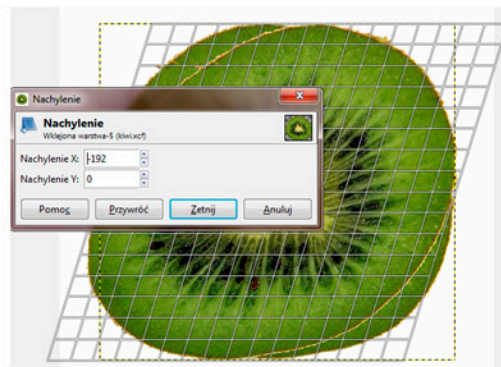 Nachylenie
Nachylenie
Wklejona warstwa-5 (kiwi.xcf)
Nachylenie X: -192
Nachylenie Y: 0
Pomoc Przywróć Zetnij Anuluj